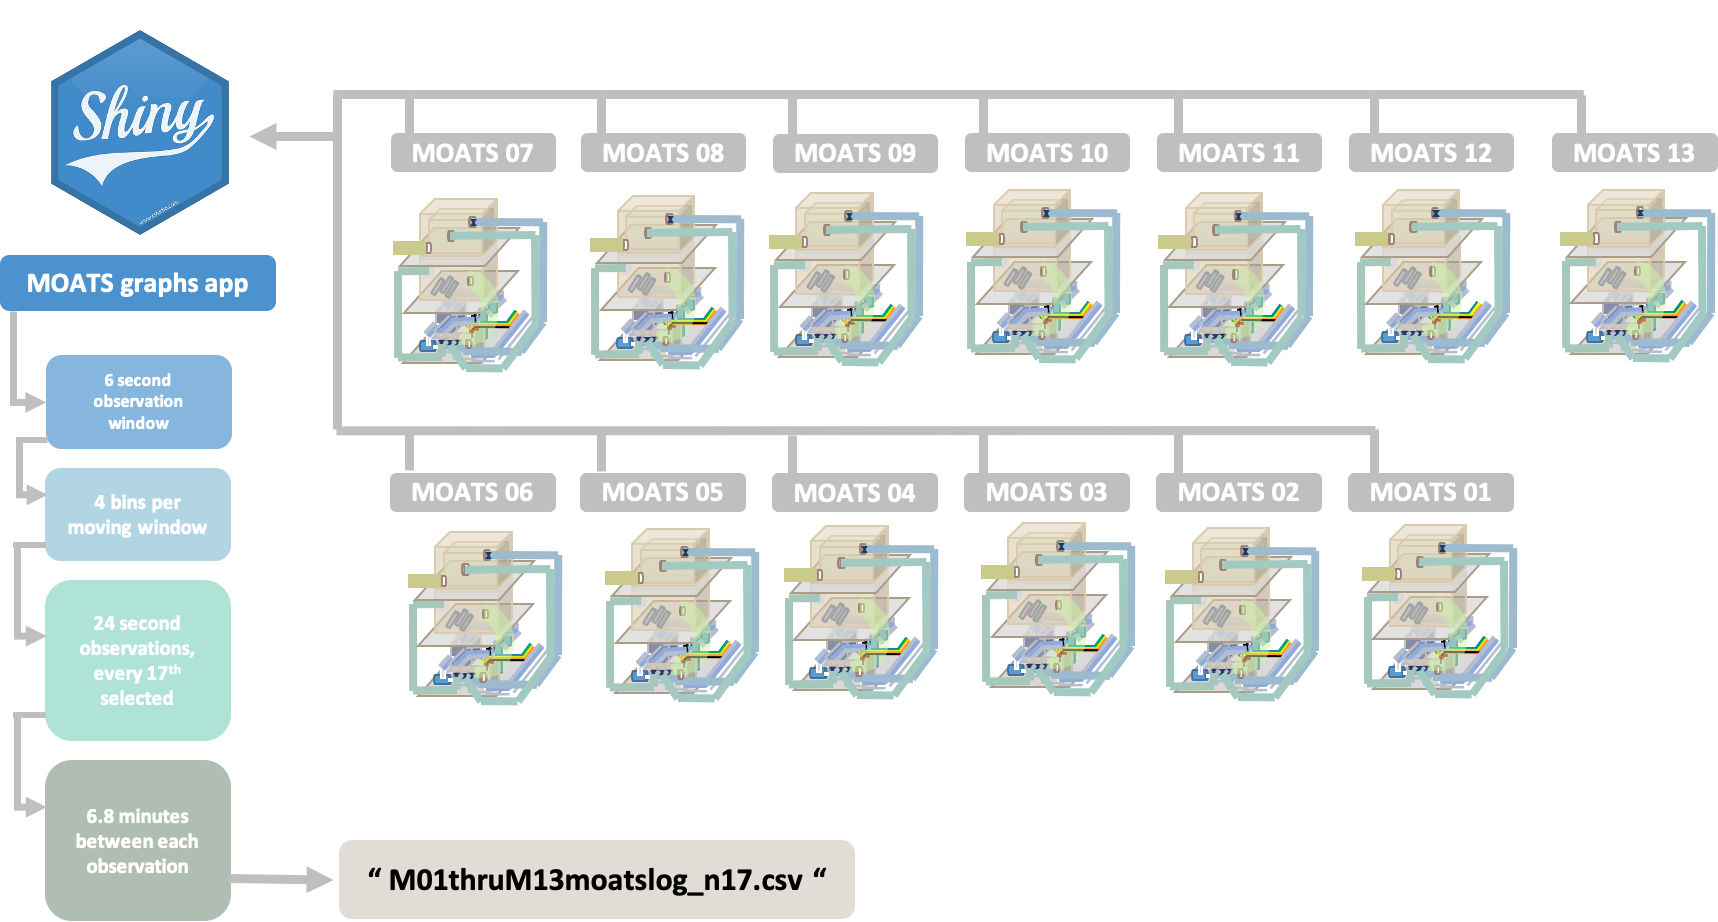 Shiny
MOATS graphs app
6 second
observation
window
4 bins per
moving window
24 second
observations,
every 17th
selected
6.8 minutes
between each
observation
MOATS 07
MOATS 08
MOATS 09
MOATS 10
MOATS 11
MOATS 12
MOATS 13
MOATS 06
MOATS 05
MOATS 04
MOATS 03
MOATS 02
MOATS 01
“ M01thruM13moatslog_n17.csv “